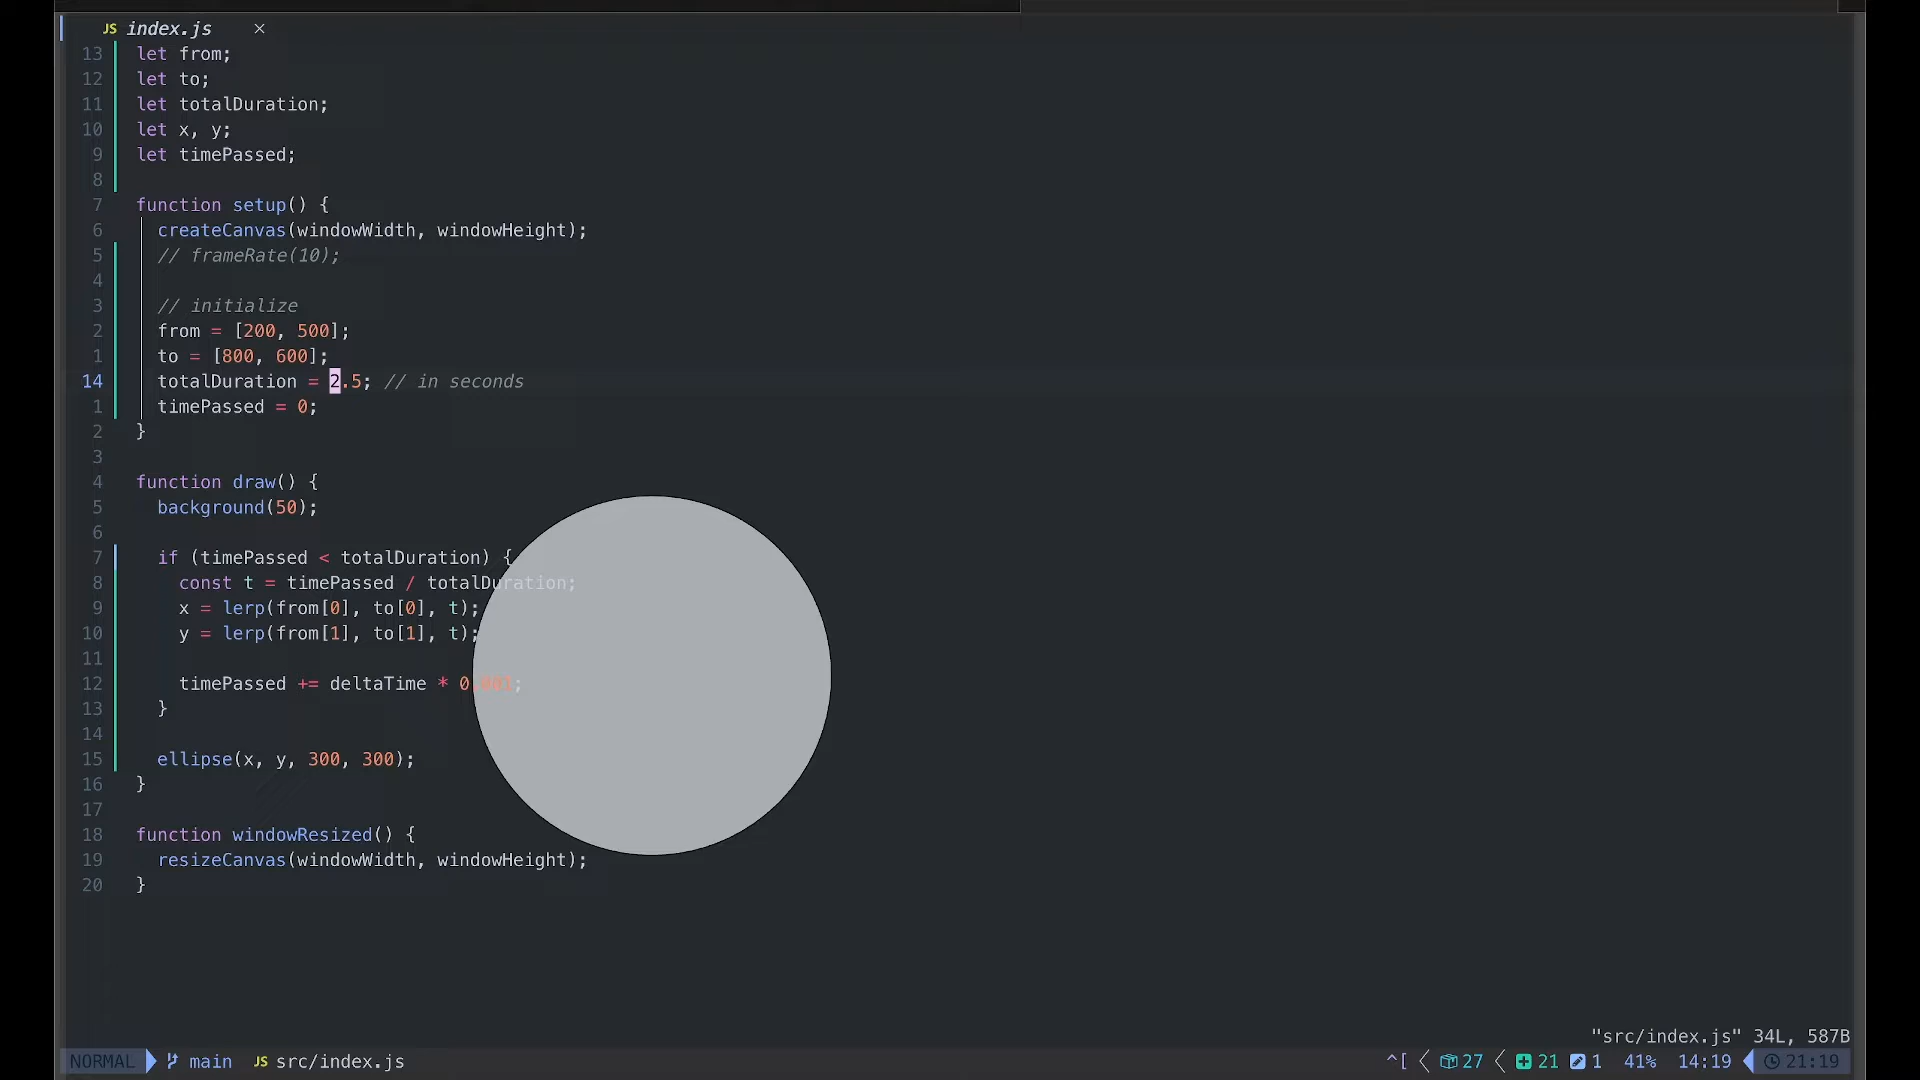 JS index.js ×
13 let from;
12 let to;
11 let totalDuration;
10 let x, y;
9 let timePassed;
8
7 function setup() {
6 createCanvas(windowWidth, windowHeight);
5 // frameRate(10);
4
3 // initialize
2 from = [200, 500];
1 to = [800, 600];
14 totalDuration = 2.5; // in seconds
1 timePassed = 0;
2 }
3
4 function draw() {
5 background(50);
6
7 if (timePassed < totalDuration) {
8 const t = timePassed / totalDuration;
9 x = lerp(from[0], to[0], t);
10 y = lerp(from[1], to[1], t);
11
12 timePassed += deltaTime * 0.001;
13 }
14
15 ellipse(x, y, 300, 300);
16 }
17
18 function windowResized() {
19 resizeCanvas(windowWidth, windowHeight);
20 }
"src/index.js" 34L, 587B
NORMAL main JS src/index.js ^[ 27 21 1 41% 14:19 21:19